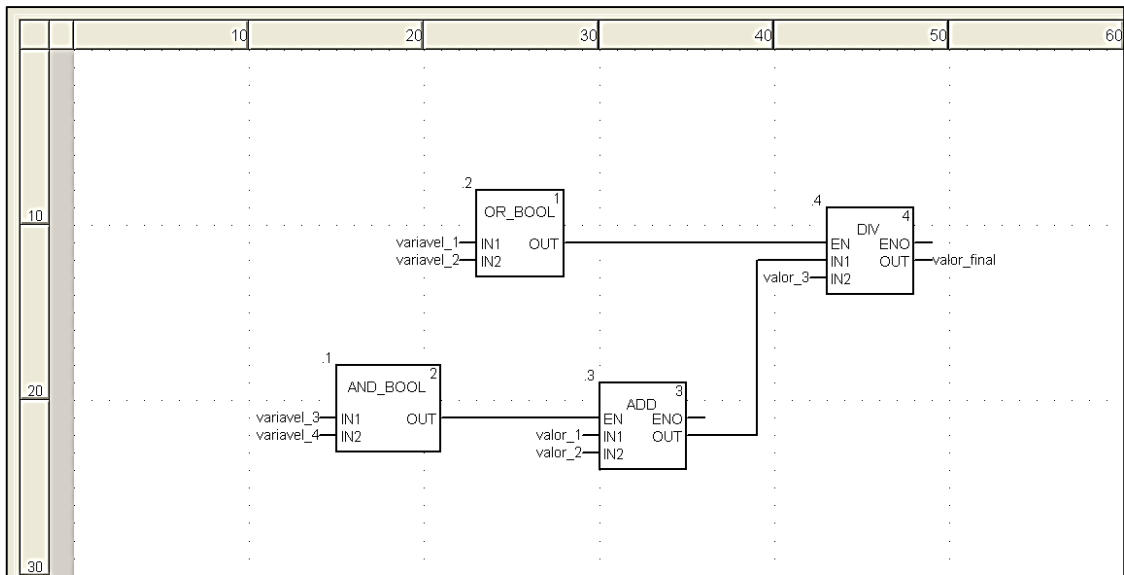 10 20 30 40 50 60
10
.2
1
OR_BOOL
variavel_1 IN1 OUT
variavel_2 IN2
.4
4
DIV
EN ENO
IN1 OUT valor_final
valor_3 IN2
20
.1
2
AND_BOOL
variavel_3 IN1 OUT
variavel_4 IN2
.3
3
ADD
EN ENO
valor_1 IN1 OUT
valor_2 IN2
30